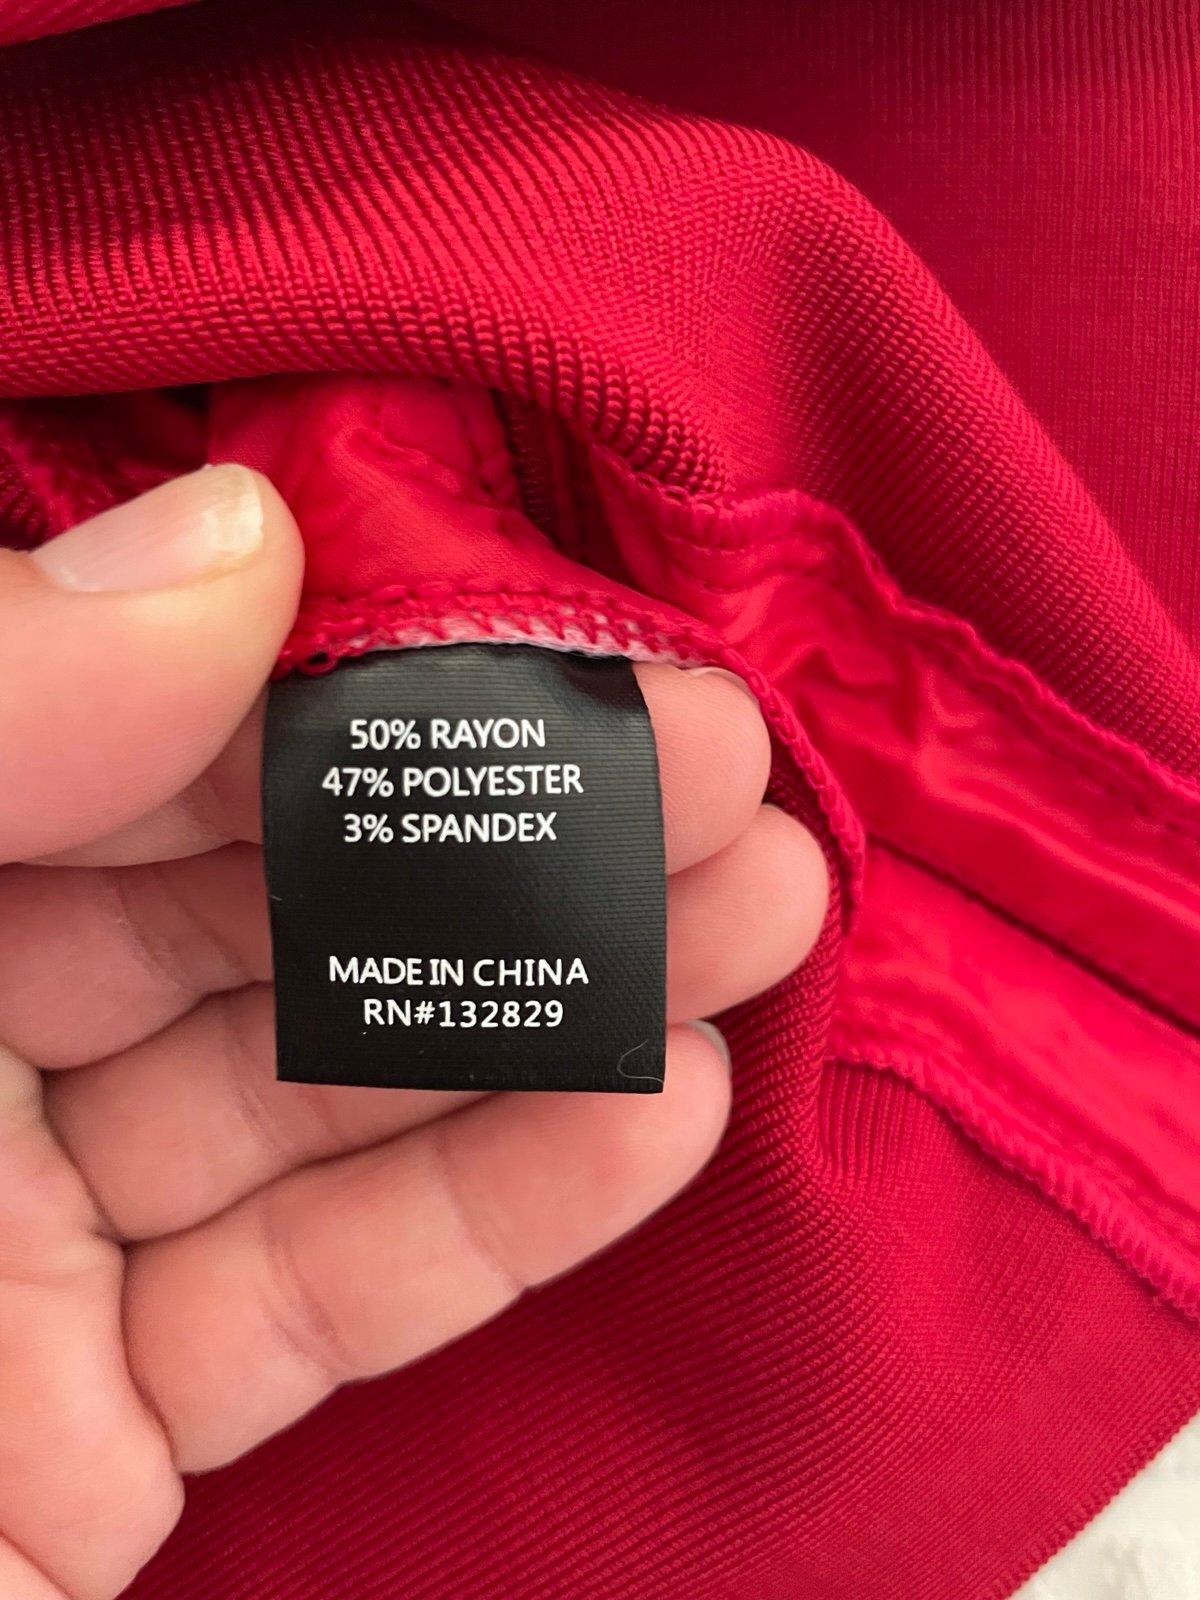 50% RAYON
47% POLYESTER
3% SPANDEX
MADE IN CHINA
RN#132829